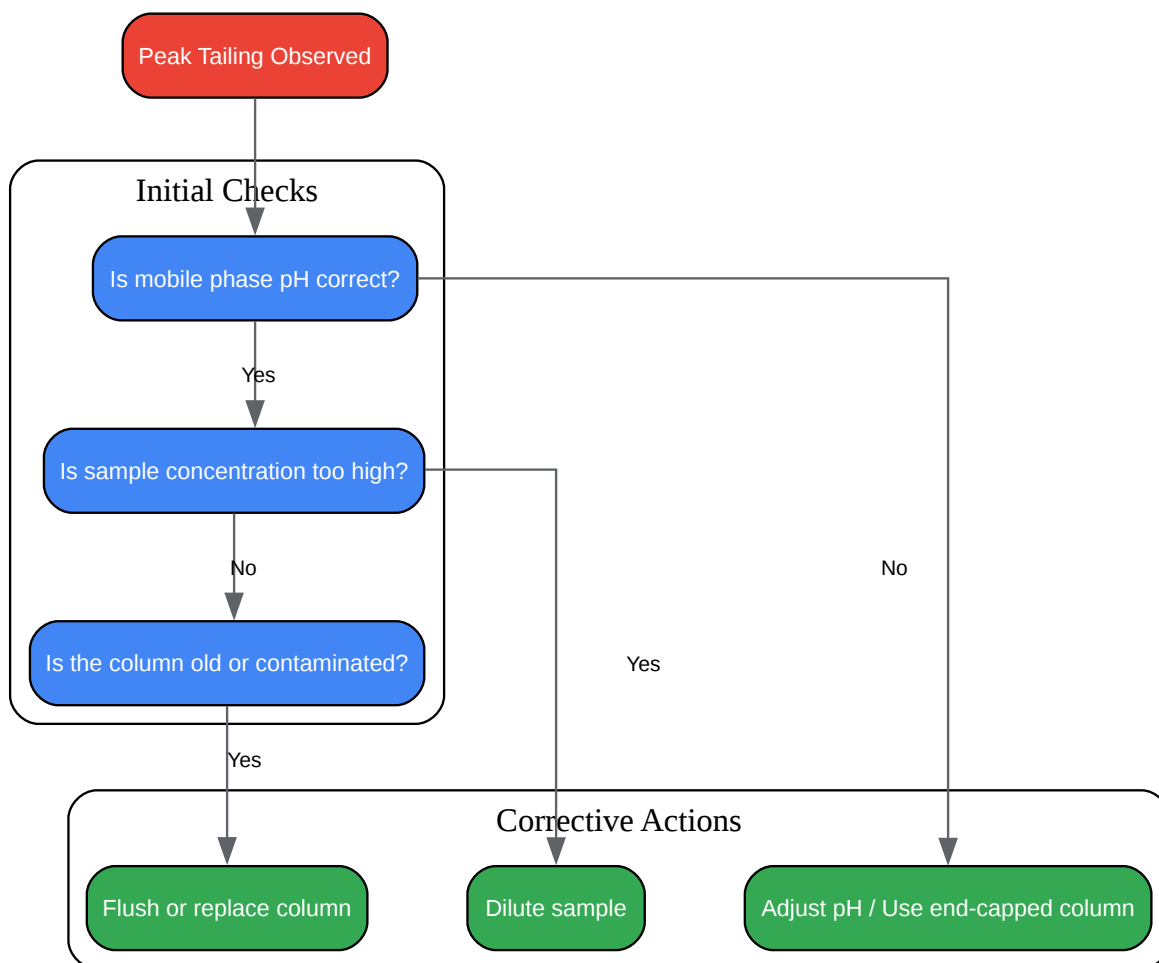 Peak Tailing Observed
Initial Checks
Is mobile phase pH correct?
Yes
Is sample concentration too high?
No
No
Is the column old or contaminated?
Yes
Yes
Corrective Actions
Flush or replace column
Dilute sample
Adjust pH / Use end-capped column